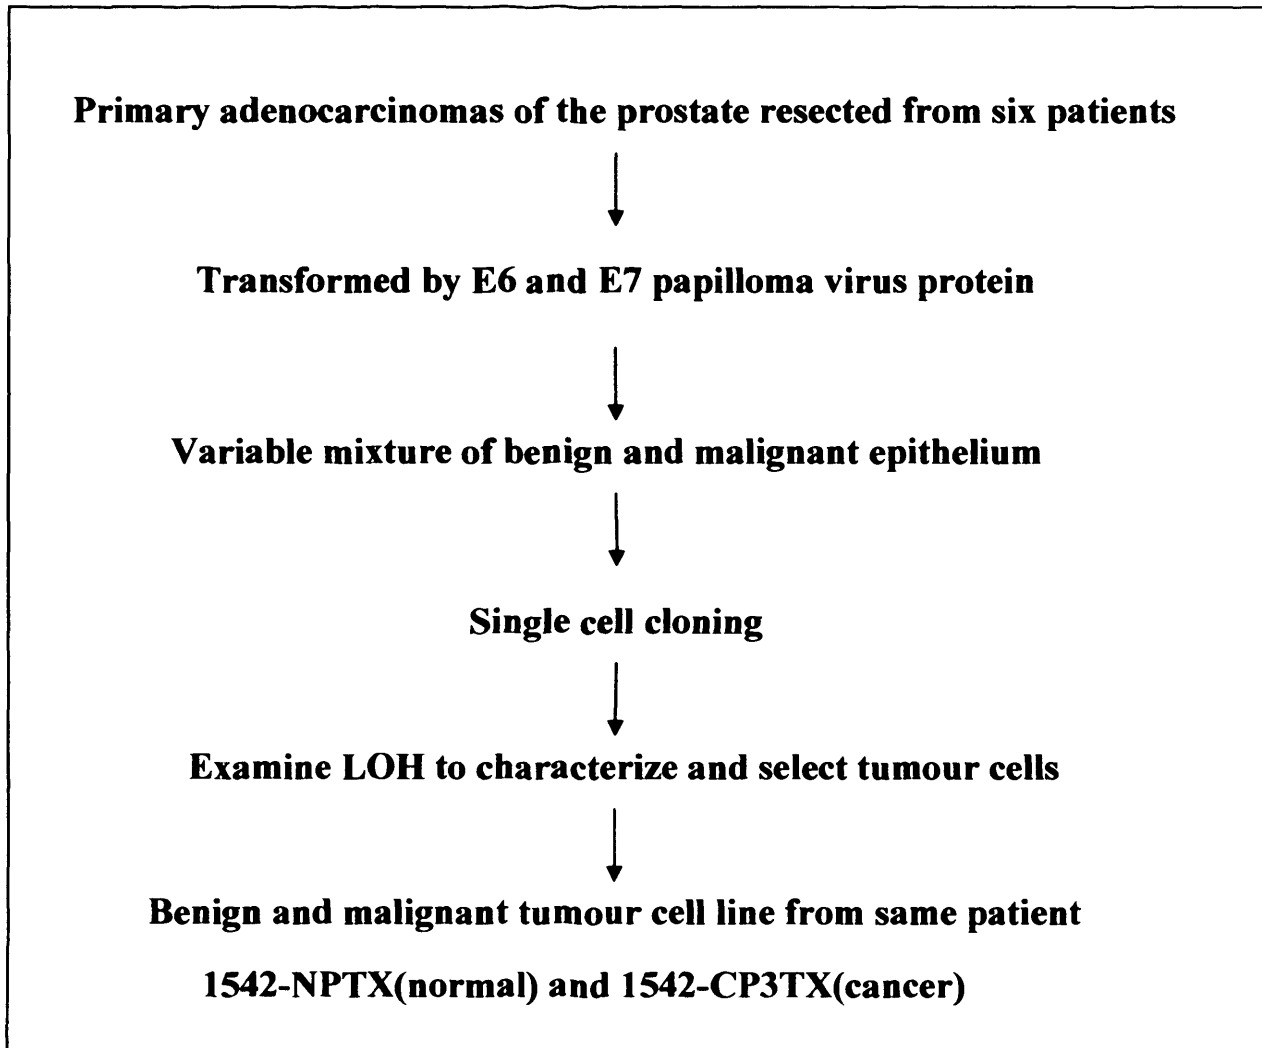 Primary adenocarcinomas of the prostate resected from six patients
Transformed by E6 and E7 papilloma virus protein
Variable mixture of benign and malignant epithelium
Single cell cloning
Examine LOH to characterize and select tumour cells
Benign and malignant tumour cell line from same patient
1542-NPTX(normal) and 1542-CP3TX(cancer)